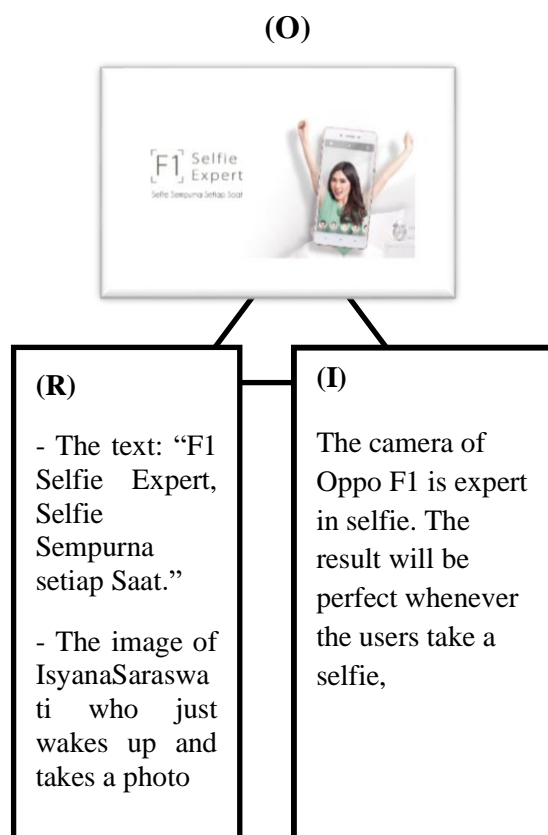 (O)
[F1] Selfie
Expert
Selfie Sempurna Setiap Saat
(R)
- The text: “F1
Selfie Expert,
Selfie
Sempurna
setiap Saat.”
- The image of
IsyanaSaraswa
ti who just
wakes up and
takes a photo
(I)
The camera of
Oppo F1 is expert
in selfie. The
result will be
perfect whenever
the users take a
selfie,